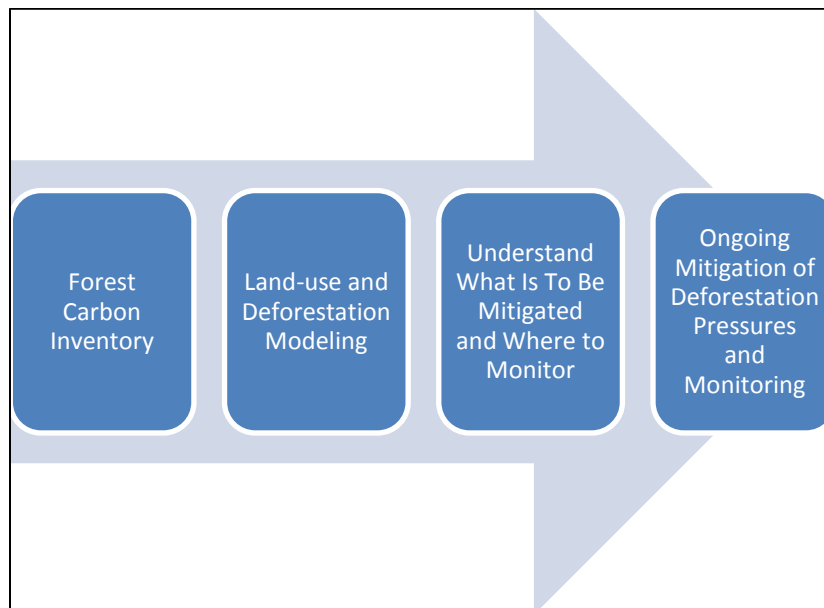 Forest
Carbon
Inventory
Land-use and
Deforestation
Modeling
Understand
What Is To Be
Mitigated
and Where to
Monitor
Ongoing
Mitigation of
Deforestation
Pressures
and
Monitoring